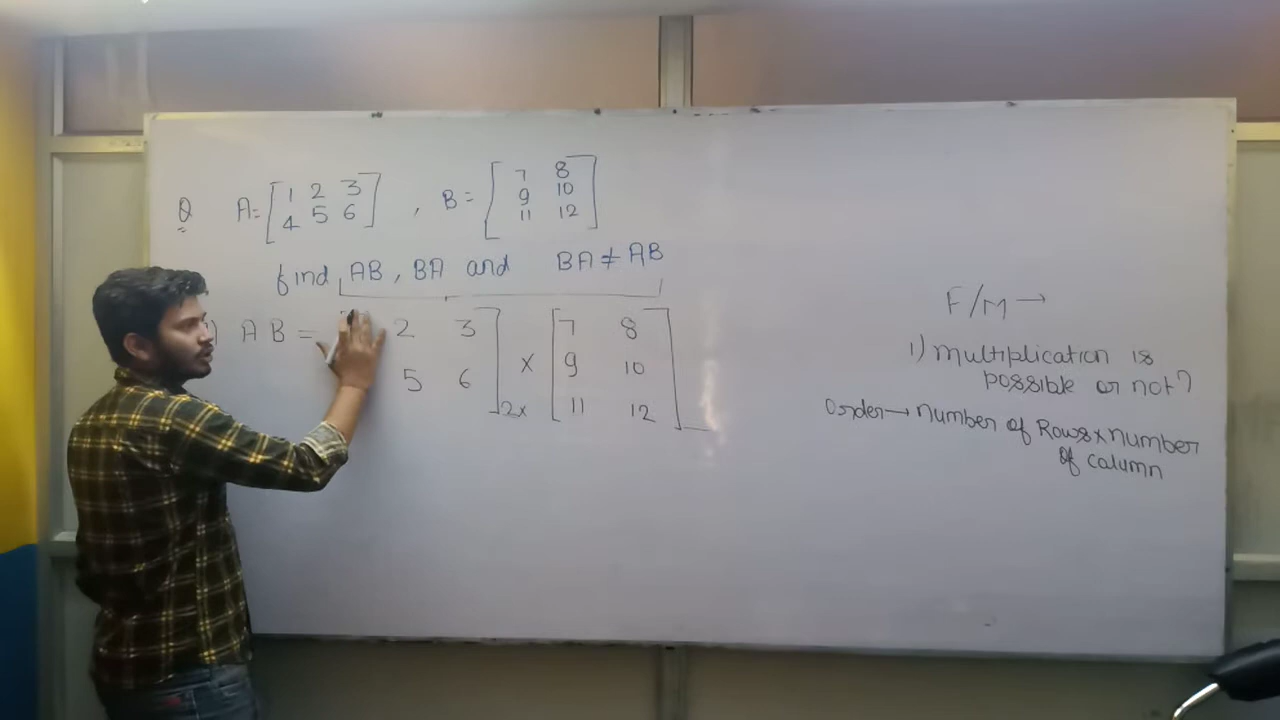 Q A = [ 1 2 3 , B = [ 7 8
4 5 6 ] 9 10
11 12 ]
find AB, BA and BA ≠ AB
) A B = 2 3 × [ 7 8
5 6 ] 2x 9 10
11 12 ]
F/M →
1) multiplication is
possible or not?
Order → number of Rows x number
of column